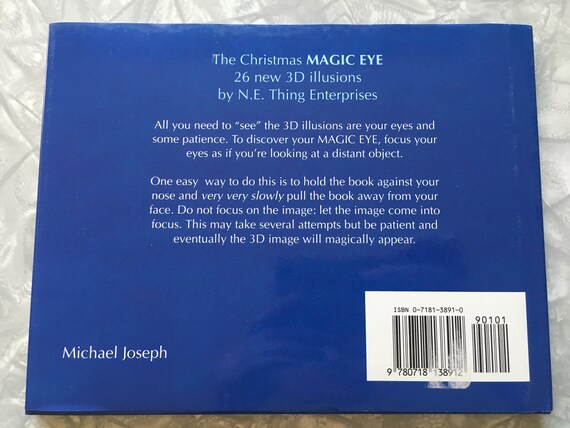 The Christmas MAGIC EYE
26 new 3D illusions
by N.E. Thing Enterprises
All you need to “see” the 3D illusions are your eyes and
some patience. To discover your MAGIC EYE, focus your
eyes as if you’re looking at a distant object.
One easy way to do this is to hold the book against your
nose and very very slowly pull the book away from your
face. Do not focus on the image: let the image come into
focus. This may take several attempts but be patient and
eventually the 3D image will magically appear.
ISBN 0-7181-3891-0
90101
9 780718 138912
Michael Joseph